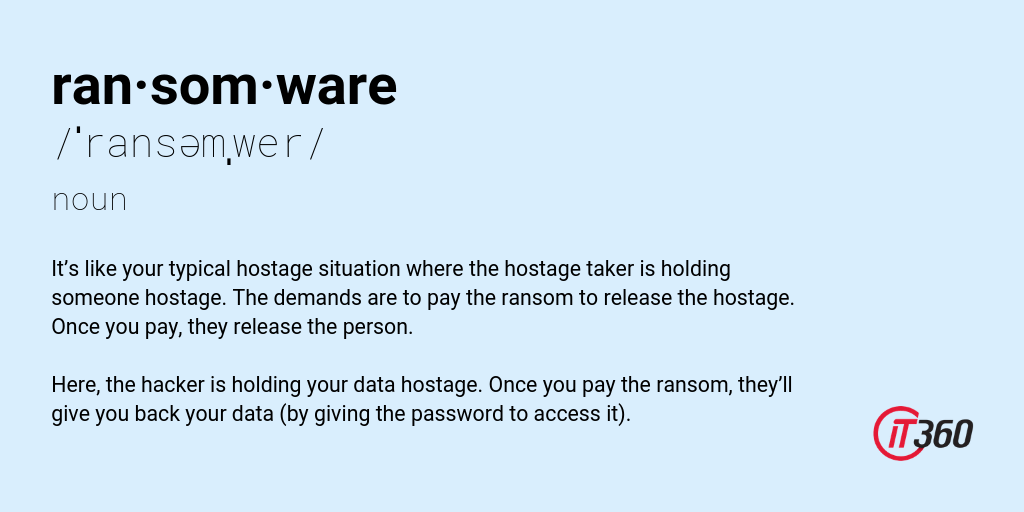 ran·som·ware
/ˈransəmˌwer/
noun
It’s like your typical hostage situation where the hostage taker is holding
someone hostage. The demands are to pay the ransom to release the hostage.
Once you pay, they release the person.
Here, the hacker is holding your data hostage. Once you pay the ransom, they’ll
give you back your data (by giving the password to access it).
iT360